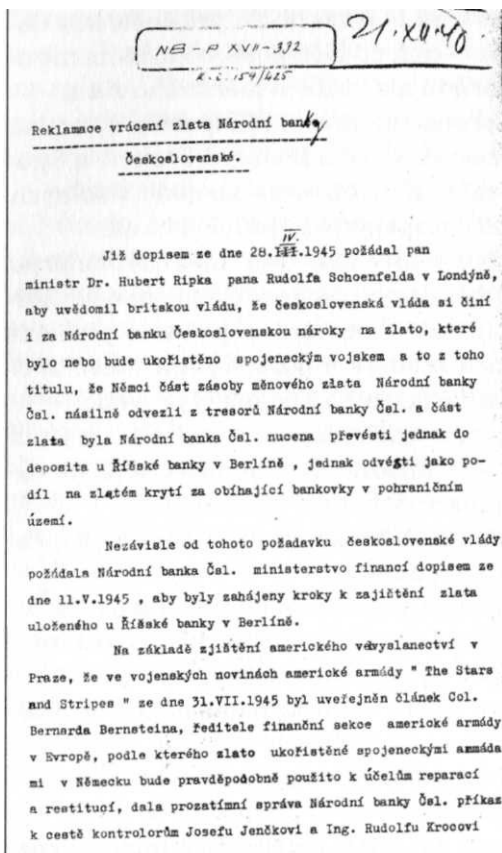 21.XII.48
NB-P XVII-392
Reklamace vrácení zlata Národní banky
Československé.
Již dopisem ze dne 28.IV.1945 požádal pan
ministr Dr. Hubert Ripka pana Rudolfa Schoenfelda v Londýně,
aby uvědomil britskou vládu, že československá vláda si činí
i za Národní banku Československou nároky na zlato, které
bylo nebo bude ukořistěno spojeneckým vojskem a to z toho
titulu, že Němci část zásoby měnového zlata Národní banky
Čsl. násilně odvezli z tresorů Národní banky Čsl. a část
zlata byla Národní banka Čsl. nucena převésti jednak do
deposita u Říšské banky v Berlíně , jednak odvésti jako po-
díl na zlatém krytí za obíhající bankovky v pohraničním
území.
Nezávisle od tohoto požadavku československé vlády
požádala Národní banka Čsl. ministerstvo financí dopisem ze
dne 11.V.1945 , aby byly zahájeny kroky k zajičtění zlata
uloženého u Říšské banky v Berlíně.
Na základě zjištění amerického velvyslanectví v
Praze, že ve vojenských novinách americké armády " The Stars
and Stripes " ze dne 31.VII.1945 byl uveřejněn článek Col.
Bernarda Bernsteina, ředitele finanční sekce americké armády
v Evropě, podle kterého zlato ukořistěné spojeneckými armáda
mi v Německu bude pravděpodobně použito k účelům reparací
a restitucí, dala prozatímní správa Národní banky Čsl. příkaz
k cestě kontrolorům Josefu Jenčkovi a Ing. Rudolfu Krocovi